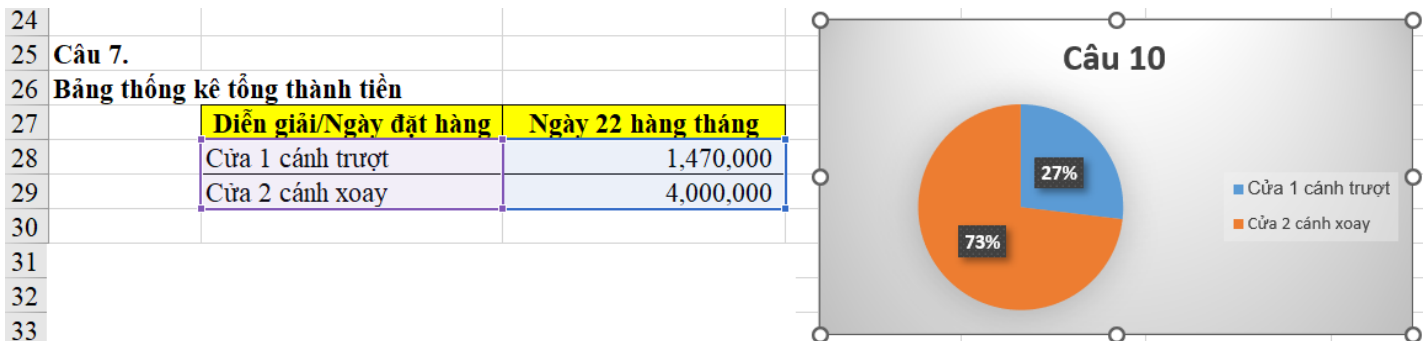 24
25 Câu 7.
26 Bảng thống kê tổng thành tiền
27 Diễn giải/Ngày đặt hàng Ngày 22 hàng tháng
28 Cửa 1 cánh trượt 1,470,000
29 Cửa 2 cánh xoay 4,000,000
30
31
32
33
Câu 10
27%
73%
Cửa 1 cánh trượt
Cửa 2 cánh xoay